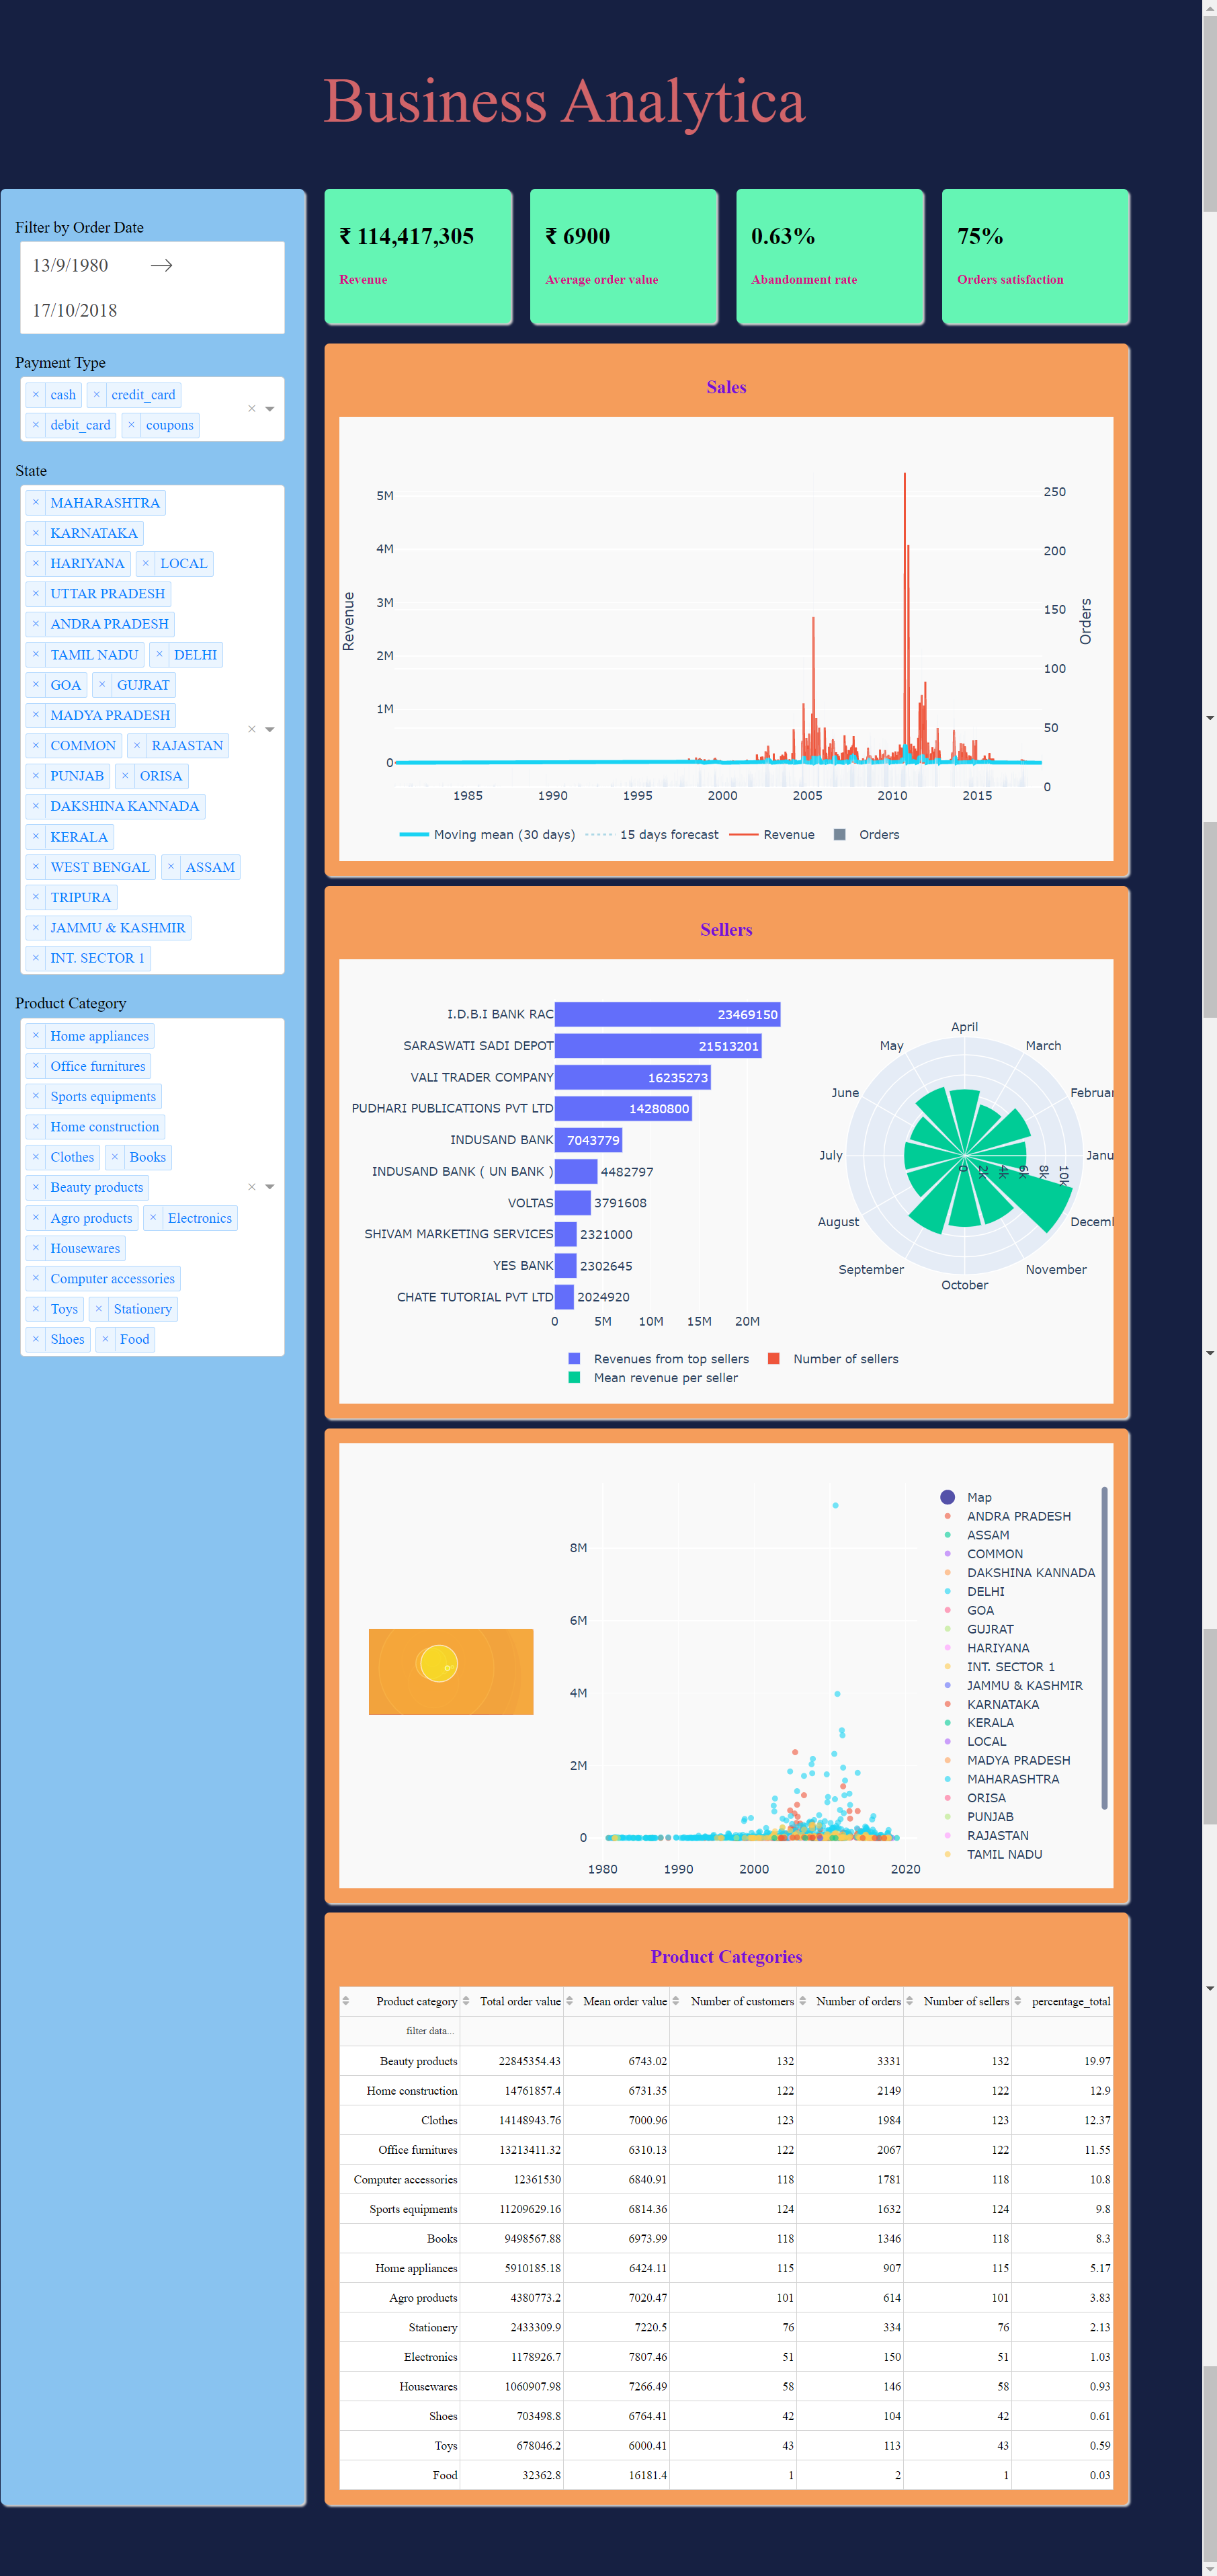 Business Analytica
Filter by Order Date
13/9/1980
17/10/2018
Payment Type
× cash × credit_card
× debit_card × coupons
State
× MAHARASHTRA
× KARNATAKA
× HARIYANA × LOCAL
× UTTAR PRADESH
× ANDRA PRADESH
× TAMIL NADU × DELHI
× GOA × GUJRAT
× MADYA PRADESH
× COMMON × RAJASTAN
× PUNJAB × ORISA
× DAKSHINA KANNADA
× KERALA
× WEST BENGAL × ASSAM
× TRIPURA
× JAMMU & KASHMIR
× INT. SECTOR 1
Product Category
× Home appliances
× Office furnitures
× Sports equipments
× Home construction
× Clothes × Books
× Beauty products
× Agro products × Electronics
× Housewares
× Computer accessories
× Toys × Stationery
× Shoes × Food
₹ 114,417,305
Revenue
₹ 6900
Average order value
0.63%
Abandonment rate
75%
Orders satisfaction
Sales
Revenue
5M
4M
3M
2M
1M
0
250
200
150
100
50
0
Orders
1985 1990 1995 2000 2005 2010 2015
Moving mean (30 days) 15 days forecast Revenue Orders
Sellers
I.D.B.I BANK RAC 23469150
SARASWATI SADI DEPOT 21513201
VALI TRADER COMPANY 16235273
PUDHARI PUBLICATIONS PVT LTD 14280800
INDUSAND BANK 7043779
INDUSAND BANK ( UN BANK ) 4482797
VOLTAS 3791608
SHIVAM MARKETING SERVICES 2321000
YES BANK 2302645
CHATE TUTORIAL PVT LTD 2024920
0 5M 10M 15M 20M
April
May March
June Februar
July Janu
0 2k 4k 6k 8k 10k
August Decem
September November
October
Revenues from top sellers Number of sellers
Mean revenue per seller
8M
6M
4M
2M
0
1980 1990 2000 2010 2020
Map
ANDRA PRADESH
ASSAM
COMMON
DAKSHINA KANNADA
DELHI
GOA
GUJRAT
HARIYANA
INT. SECTOR 1
JAMMU & KASHMIR
KARNATAKA
KERALA
LOCAL
MADYA PRADESH
MAHARASHTRA
ORISA
PUNJAB
RAJASTAN
TAMIL NADU
Product Categories
Product category Total order value Mean order value Number of customers Number of orders Number of sellers percentage_total
filter data...
Beauty products 22845354.43 6743.02 132 3331 132 19.97
Home construction 14761857.4 6731.35 122 2149 122 12.9
Clothes 14148943.76 7000.96 123 1984 123 12.37
Office furnitures 13213411.32 6310.13 122 2067 122 11.55
Computer accessories 12361530 6840.91 118 1781 118 10.8
Sports equipments 11209629.16 6814.36 124 1632 124 9.8
Books 9498567.88 6973.99 118 1346 118 8.3
Home appliances 5910185.18 6424.11 115 907 115 5.17
Agro products 4380773.2 7020.47 101 614 101 3.83
Stationery 2433309.9 7220.5 76 334 76 2.13
Electronics 1178926.7 7807.46 51 150 51 1.03
Housewares 1060907.98 7266.49 58 146 58 0.93
Shoes 703498.8 6764.41 42 104 42 0.61
Toys 678046.2 6000.41 43 113 43 0.59
Food 32362.8 16181.4 1 2 1 0.03